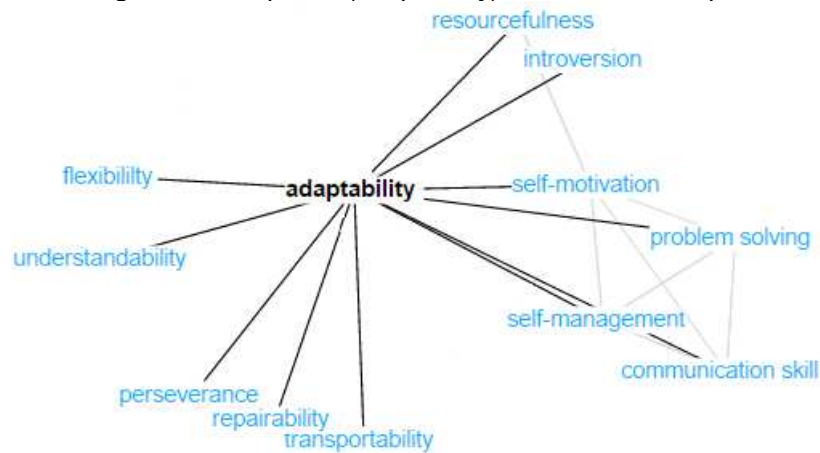 resourcefulness
introversion
flexibililty
adaptability
self-motivation
problem solving
understandability
self-management
communication skill
perseverance
repairability
transportability